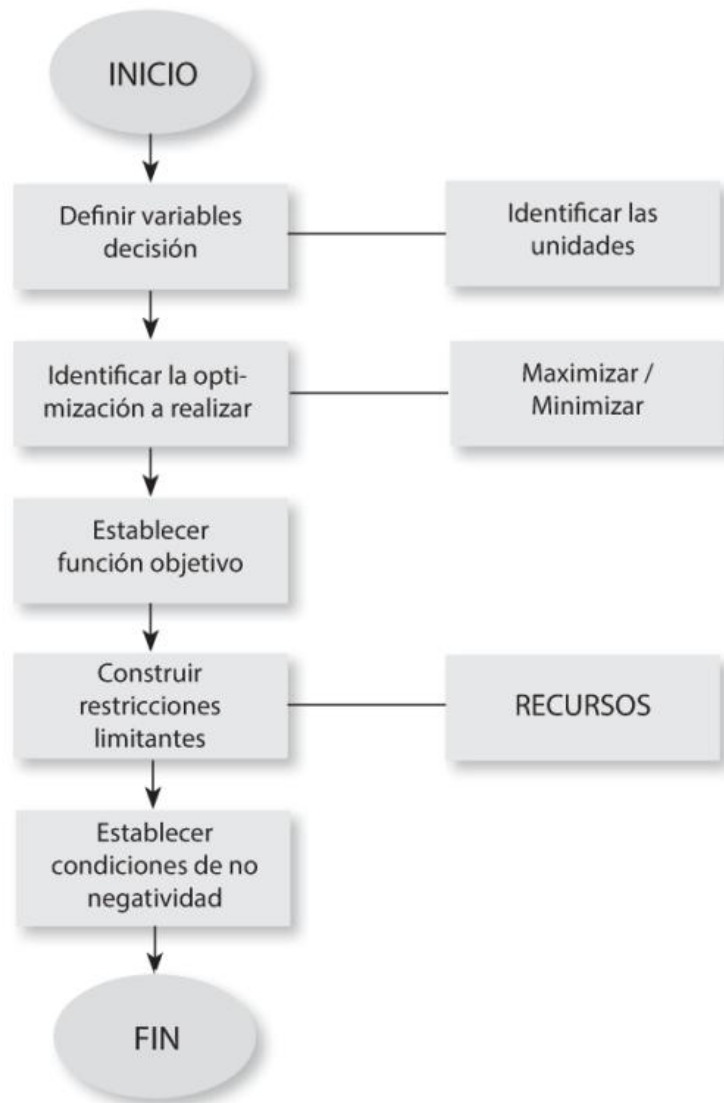 INICIO
Definir variables
decisión
Identificar las
unidades
Identificar la opti-
mización a realizar
Maximizar /
Minimizar
Establecer
función objetivo
Construir
restricciones
limitantes
RECURSOS
Establecer
condiciones de no
negatividad
FIN